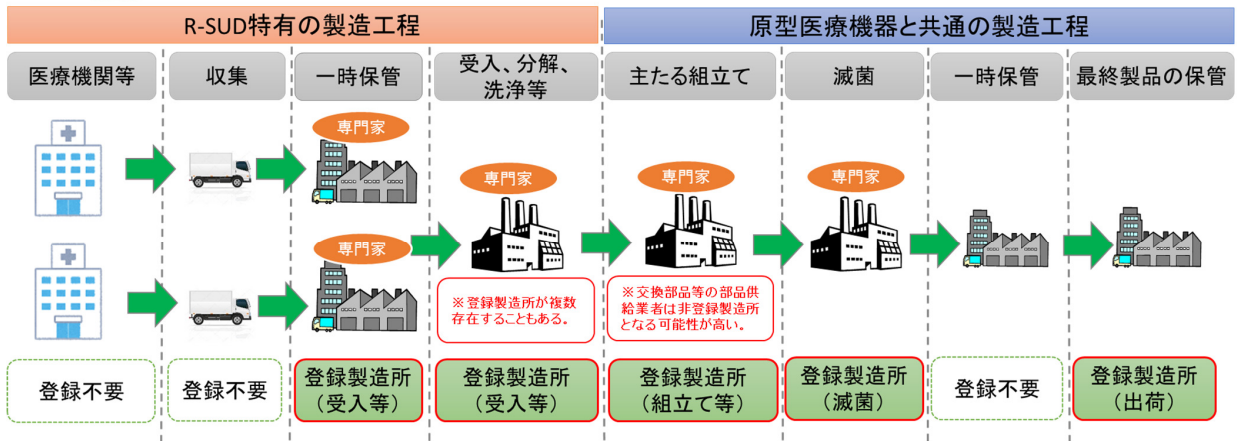 R-SUD特有の製造工程
原型医療機器と共通の製造工程
医療機関等
収集
一時保管
受入、分解、
洗浄等
主たる組立て
滅菌
一時保管
最終製品の保管
専門家
専門家
専門家
専門家
専門家
※登録製造所が複数
存在することもある。
※交換部品等の部品供
給業者は非登録製造所
となる可能性が高い。
登録不要
登録不要
登録製造所
（受入等）
登録製造所
（受入等）
登録製造所
（組立て等）
登録製造所
（滅菌）
登録不要
登録製造所
（出荷）